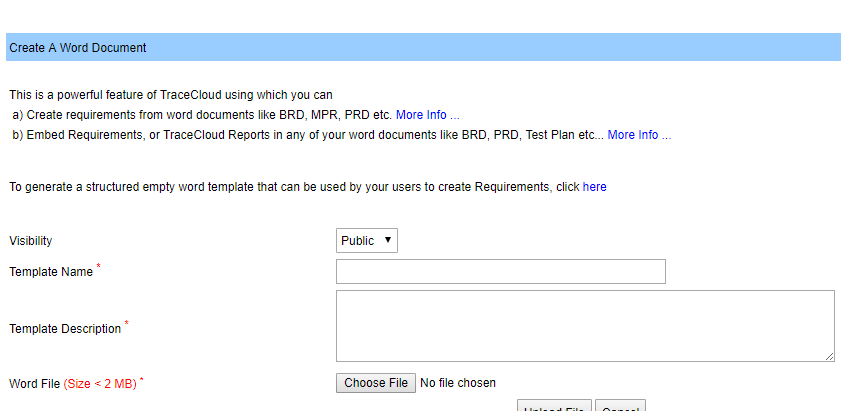 Create A Word Document
This is a powerful feature of TraceCloud using which you can
a) Create requirements from word documents like BRD, MPR, PRD etc. More Info ...
b) Embed Requirements, or TraceCloud Reports in any of your word documents like BRD, PRD, Test Plan etc... More Info ...
To generate a structured empty word template that can be used by your users to create Requirements, click here
Visibility Public ▼
Template Name *
Template Description *
Word File (Size < 2 MB) * Choose File No file chosen
Upload File Cancel